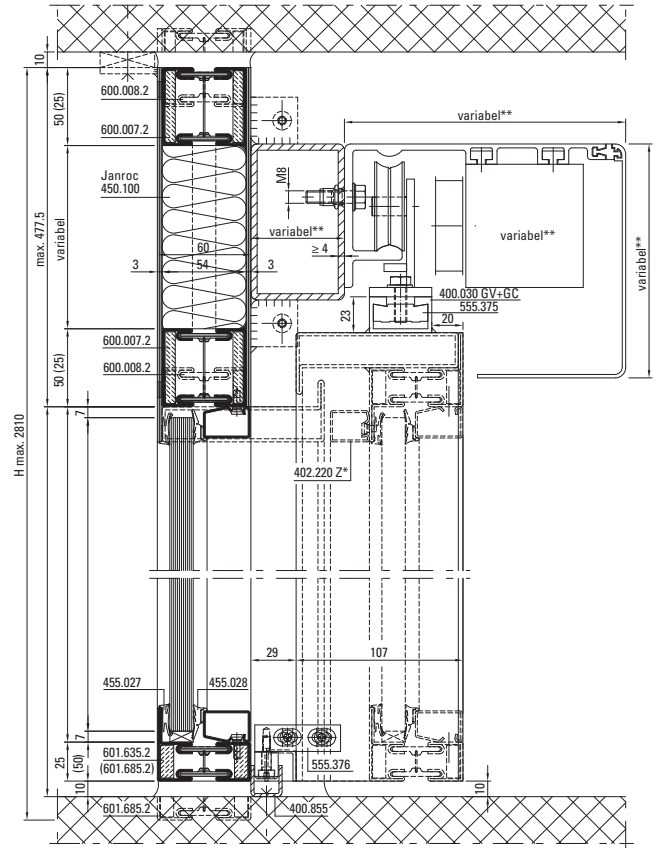 10
600.008.2
50 (25)
600.007.2
variabel**
Janroc
450.100
M8
max. 477.5
variabel
60
variabel**
variabel**
variabel**
≥ 4
3
54
3
400.030 GV+GC
555.375
23
20
600.007.2
50 (25)
600.008.2
7
H max. 2810
402.220 Z*
29
107
455.027
455.028
7
25
(50)
601.635.2
(601.685.2)
555.376
10
10
601.685.2
400.855